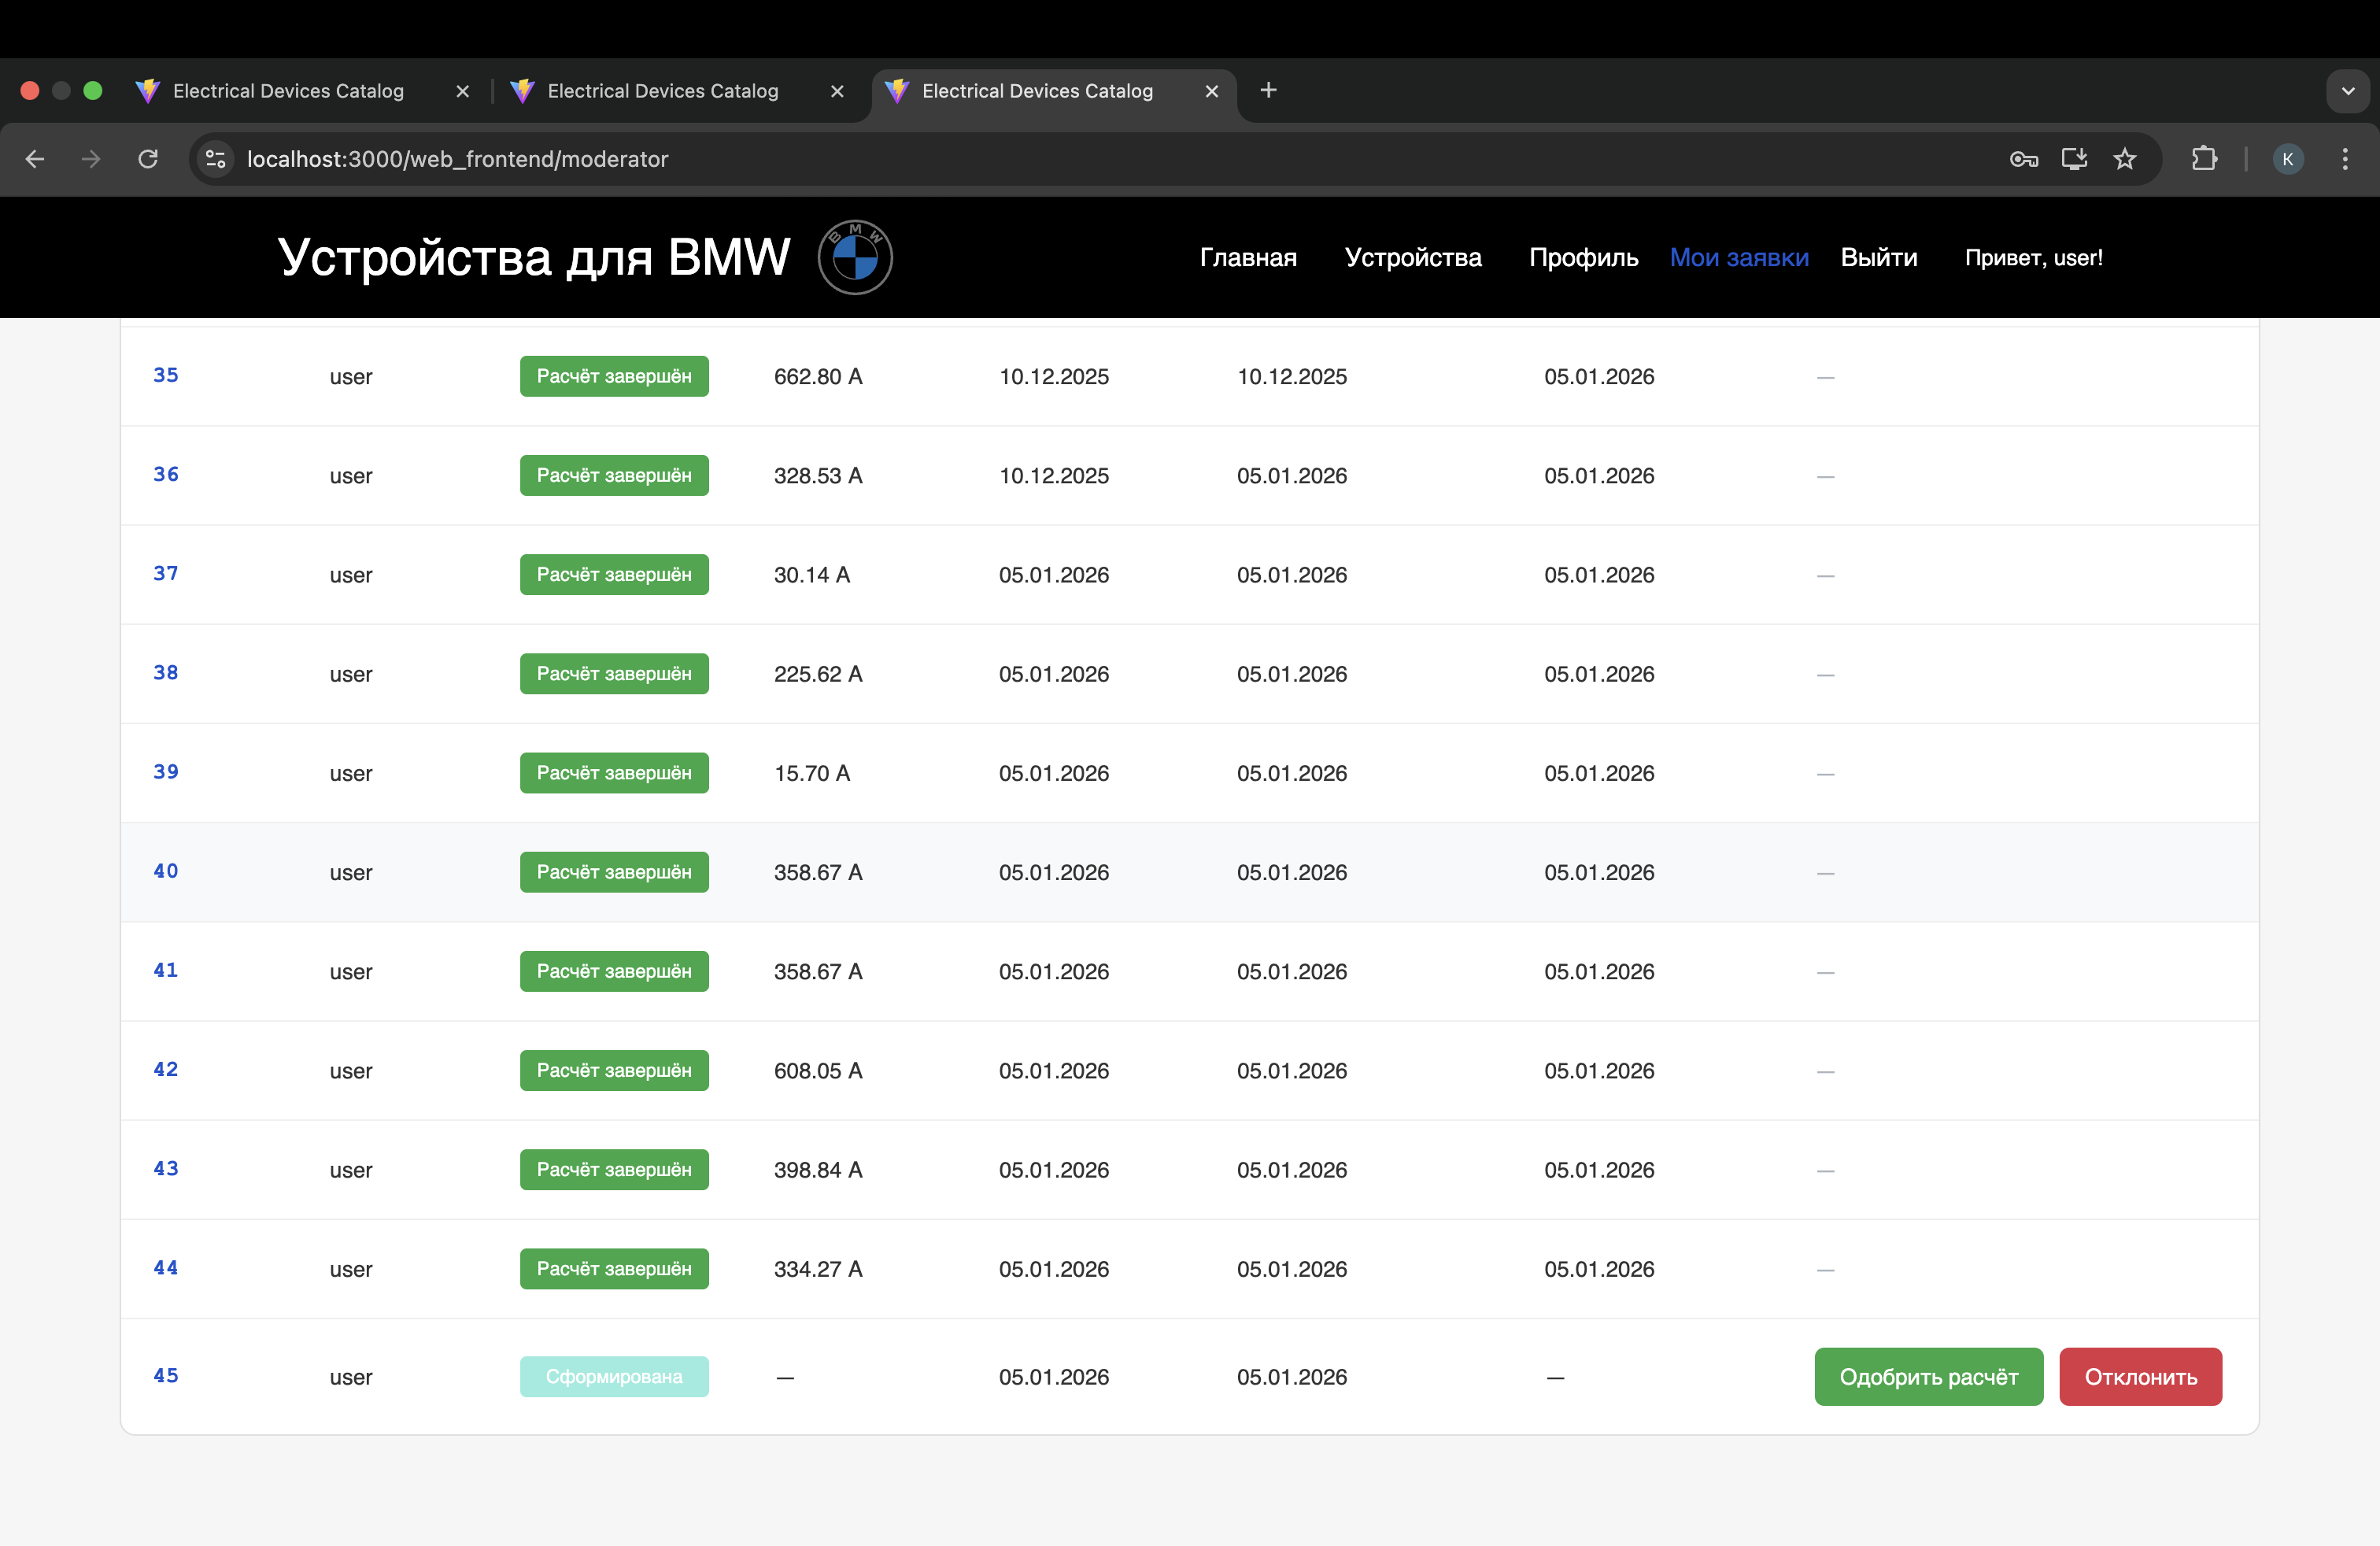 Electrical Devices Catalog Electrical Devices Catalog Electrical Devices Catalog
localhost:3000/web_frontend/moderator K
Устройства для BMW BMW Главная Устройства Профиль Мои заявки Выйти Привет, user!
35 user Расчёт завершён 662.80 А 10.12.2025 10.12.2025 05.01.2026 —
36 user Расчёт завершён 328.53 А 10.12.2025 05.01.2026 05.01.2026 —
37 user Расчёт завершён 30.14 А 05.01.2026 05.01.2026 05.01.2026 —
38 user Расчёт завершён 225.62 А 05.01.2026 05.01.2026 05.01.2026 —
39 user Расчёт завершён 15.70 А 05.01.2026 05.01.2026 05.01.2026 —
40 user Расчёт завершён 358.67 А 05.01.2026 05.01.2026 05.01.2026 —
41 user Расчёт завершён 358.67 А 05.01.2026 05.01.2026 05.01.2026 —
42 user Расчёт завершён 608.05 А 05.01.2026 05.01.2026 05.01.2026 —
43 user Расчёт завершён 398.84 А 05.01.2026 05.01.2026 05.01.2026 —
44 user Расчёт завершён 334.27 А 05.01.2026 05.01.2026 05.01.2026 —
45 user Сформирована — 05.01.2026 05.01.2026 — Одобрить расчёт Отклонить